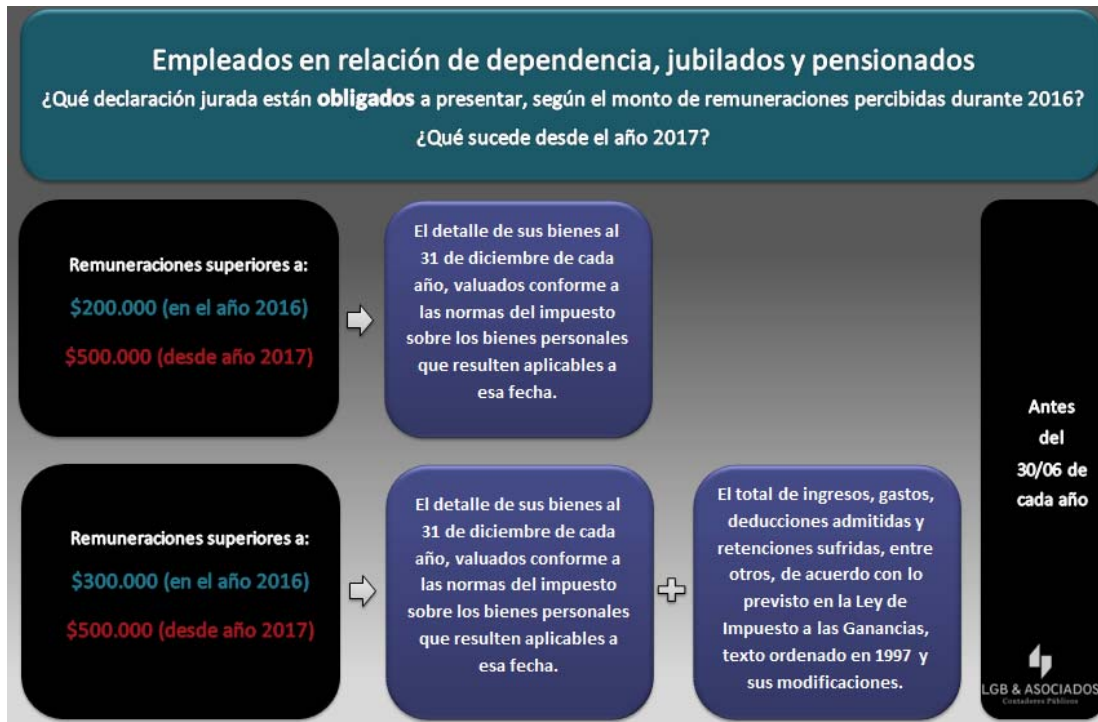 Empleados en relación de dependencia, jubilados y pensionados
¿Qué declaración jurada están obligados a presentar, según el monto de remuneraciones percibidas durante 2016?
¿Qué sucede desde el año 2017?
Remuneraciones superiores a:
$200.000 (en el año 2016)
$500.000 (desde año 2017)
El detalle de sus bienes al
31 de diciembre de cada
año, valuados conforme a
las normas del impuesto
sobre los bienes personales
que resulten aplicables a
esa fecha.
Remuneraciones superiores a:
$300.000 (en el año 2016)
$500.000 (desde año 2017)
El detalle de sus bienes al
31 de diciembre de cada
año, valuados conforme a
las normas del impuesto
sobre los bienes personales
que resulten aplicables a
esa fecha.
El total de ingresos, gastos,
deducciones admitidas y
retenciones sufridas, entre
otros, de acuerdo con lo
previsto en la Ley de
Impuesto a las Ganancias,
texto ordenado en 1997 y
sus modificaciones.
Antes
del
30/06 de
cada año
LGB & ASOCIADOS
Contadores Públicos